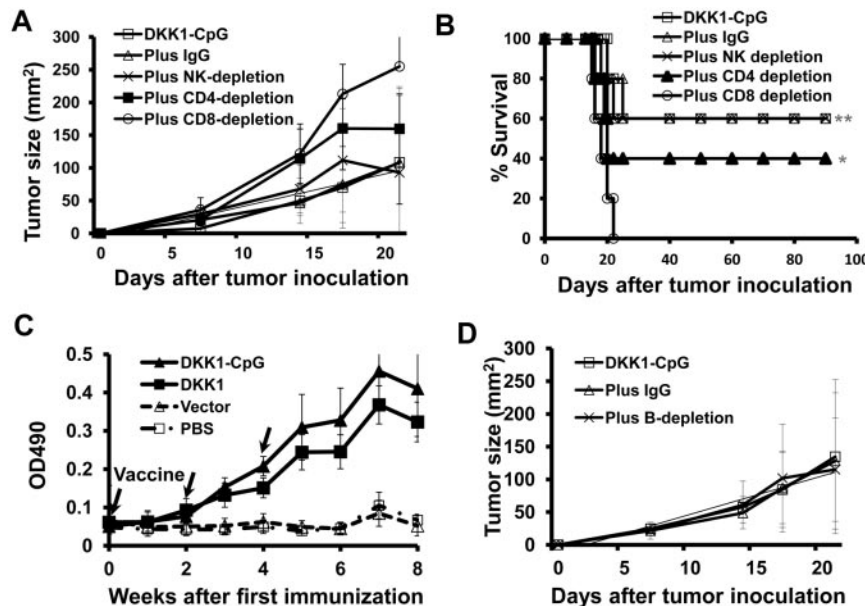 A
DKK1-CpG
Plus IgG
Plus NK-depletion
Plus CD4-depletion
Plus CD8-depletion
Tumor size (mm²)
300
250
200
150
100
50
0
0 5 10 15 20
Days after tumor inoculation
B
DKK1-CpG
Plus IgG
Plus NK depletion
Plus CD4 depletion
Plus CD8 depletion
% Survival
100
80
60
40
20
0
**
*
0 20 40 60 80 100
Days after tumor inoculation
C
DKK1-CpG
DKK1
Vector
PBS
OD490
0.5
0.4
0.3
0.2
0.1
0
Vaccine
0 2 4 6 8
Weeks after first immunization
D
DKK1-CpG
Plus IgG
Plus B-depletion
Tumor size (mm²)
300
250
200
150
100
50
0
0 5 10 15 20
Days after tumor inoculation